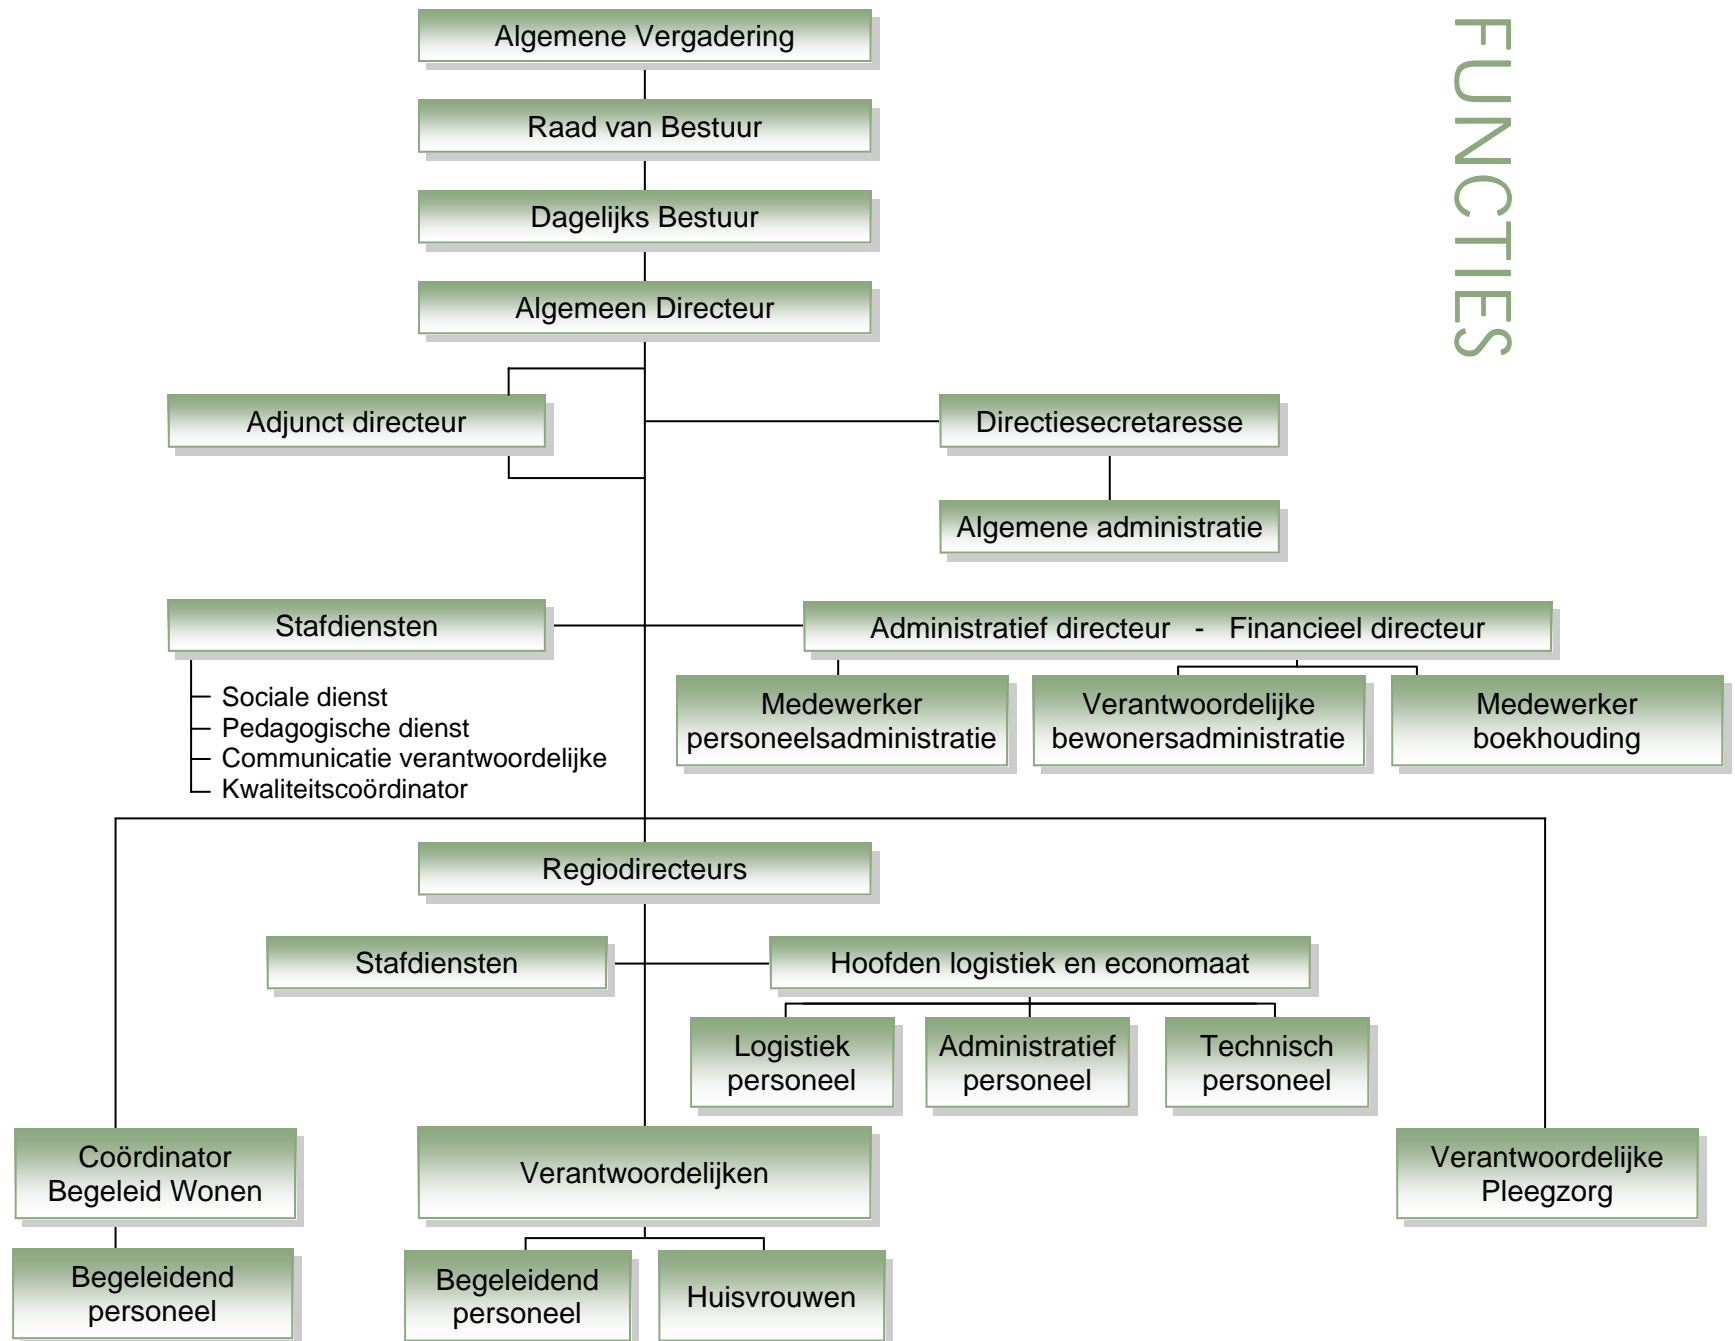 FUNCTIES
Algemene Vergadering
Raad van Bestuur
Dagelijks Bestuur
Algemeen Directeur
Adjunct directeur
Directiesecretaresse
Algemene administratie
Stafdiensten
Sociale dienst
Pedagogische dienst
Communicatie verantwoordelijke
Kwaliteitscoördinator
Administratief directeur - Financieel directeur
Medewerker
personeelsadministratie
Verantwoordelijke
bewonersadministratie
Medewerker
boekhouding
Regiodirecteurs
Stafdiensten
Hoofden logistiek en economaat
Logistiek
personeel
Administratief
personeel
Technisch
personeel
Coördinator
Begeleid Wonen
Begeleidend
personeel
Verantwoordelijken
Begeleidend
personeel
Huisvrouwen
Verantwoordelijke
Pleegzorg